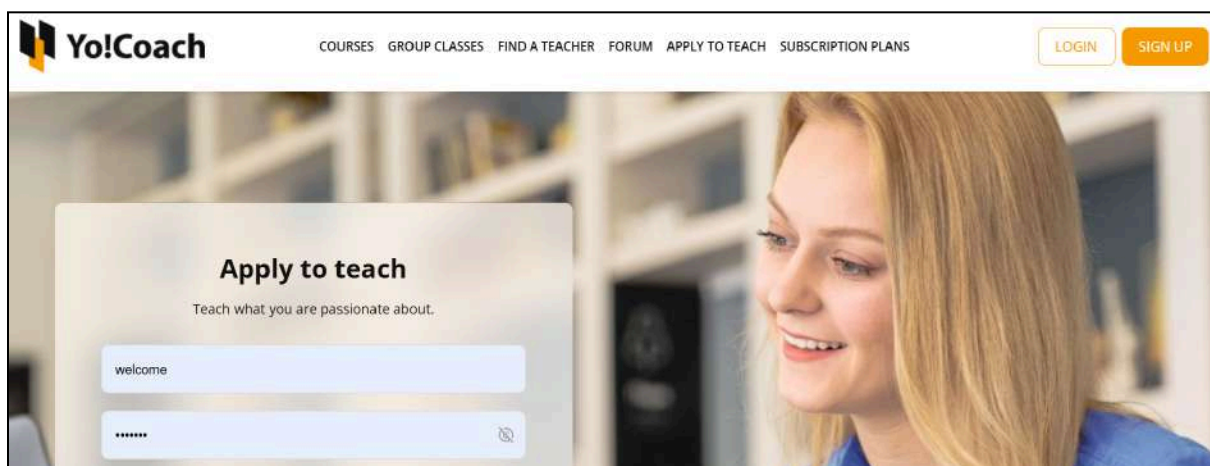 Yo!Coach
COURSES GROUP CLASSES FIND A TEACHER FORUM APPLY TO TEACH SUBSCRIPTION PLANS
LOGIN
SIGN UP
Apply to teach
Teach what you are passionate about.
welcome
•••••••